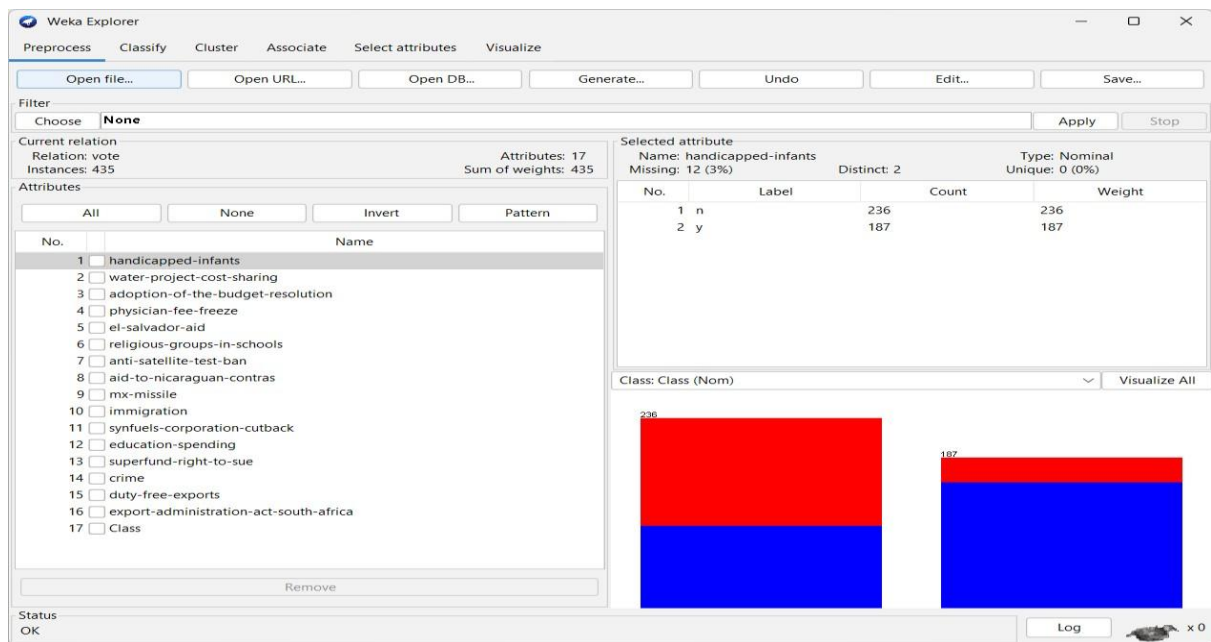 Weka Explorer
Preprocess Classify Cluster Associate Select attributes Visualize
Open file... Open URL... Open DB... Generate... Undo Edit... Save...
Filter
Choose None Apply Stop
Current relation
Relation: vote Attributes: 17
Instances: 435 Sum of weights: 435
Attributes
All None Invert Pattern
No. Name
1 handicapped-infants
2 water-project-cost-sharing
3 adoption-of-the-budget-resolution
4 physician-fee-freeze
5 el-salvador-aid
6 religious-groups-in-schools
7 anti-satellite-test-ban
8 aid-to-nicaraguan-contras
9 mx-missile
10 immigration
11 synfuels-corporation-cutback
12 education-spending
13 superfund-right-to-sue
14 crime
15 duty-free-exports
16 export-administration-act-south-africa
17 Class
Remove
Selected attribute
Name: handicapped-infants Type: Nominal
Missing: 12 (3%) Distinct: 2 Unique: 0 (0%)
No. Label Count Weight
1 n 236 236
2 y 187 187
Class: Class (Nom) Visualize All
236
187
Status
OK
Log x 0